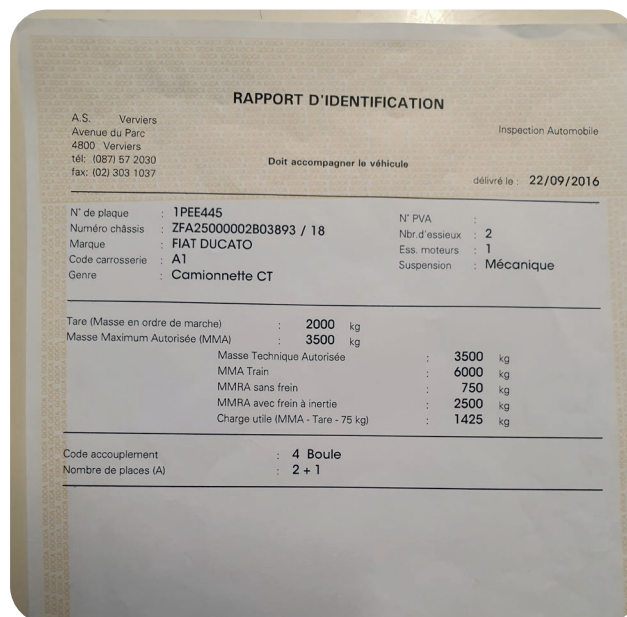 RAPPORT D'IDENTIFICATION
A.S. Verviers
Avenue du Parc
4800 Verviers
tél: (087) 57 2030
fax: (02) 303 1037
Inspection Automobile
Doit accompagner le véhicule
délivré le : 22/09/2016
N° de plaque : 1PEE445
Numéro châssis : ZFA25000002B03893 / 18
Marque : FIAT DUCATO
Code carrosserie : A1
Genre : Camionnette CT
N° PVA :
Nbr.d'essieux : 2
Ess. moteurs : 1
Suspension : Mécanique
Tare (Masse en ordre de marche) : 2000 kg
Masse Maximum Autorisée (MMA) : 3500 kg
Masse Technique Autorisée : 3500 kg
MMA Train : 6000 kg
MMRA sans frein : 750 kg
MMRA avec frein à inertie : 2500 kg
Charge utile (MMA - Tare - 75 kg) : 1425 kg
Code accouplement : 4 Boule
Nombre de places (A) : 2 + 1